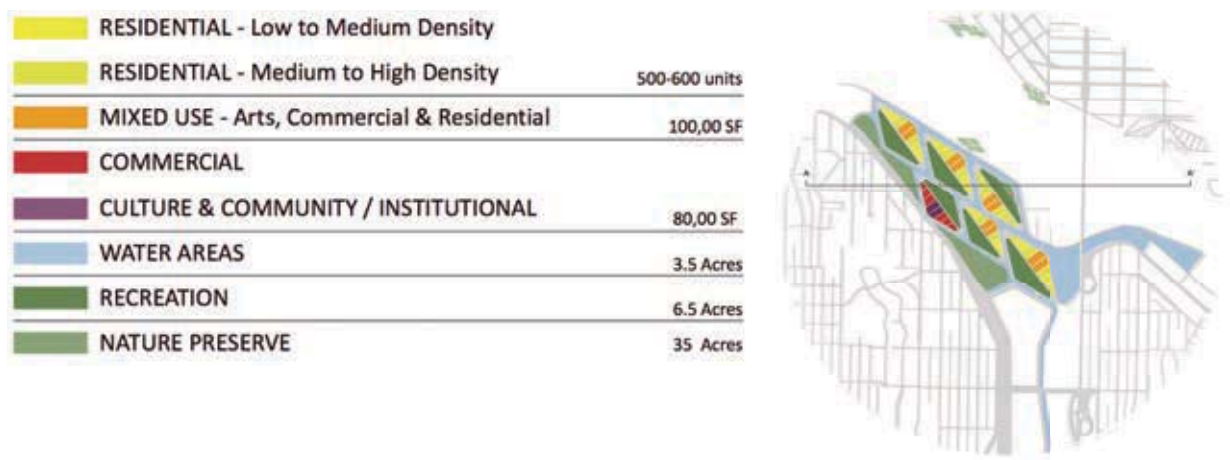 RESIDENTIAL - Low to Medium Density
RESIDENTIAL - Medium to High Density 500-600 units
MIXED USE - Arts, Commercial & Residential 100,00 SF
COMMERCIAL
CULTURE & COMMUNITY / INSTITUTIONAL 80,00 SF
WATER AREAS 3.5 Acres
RECREATION 6.5 Acres
NATURE PRESERVE 35 Acres
A A'